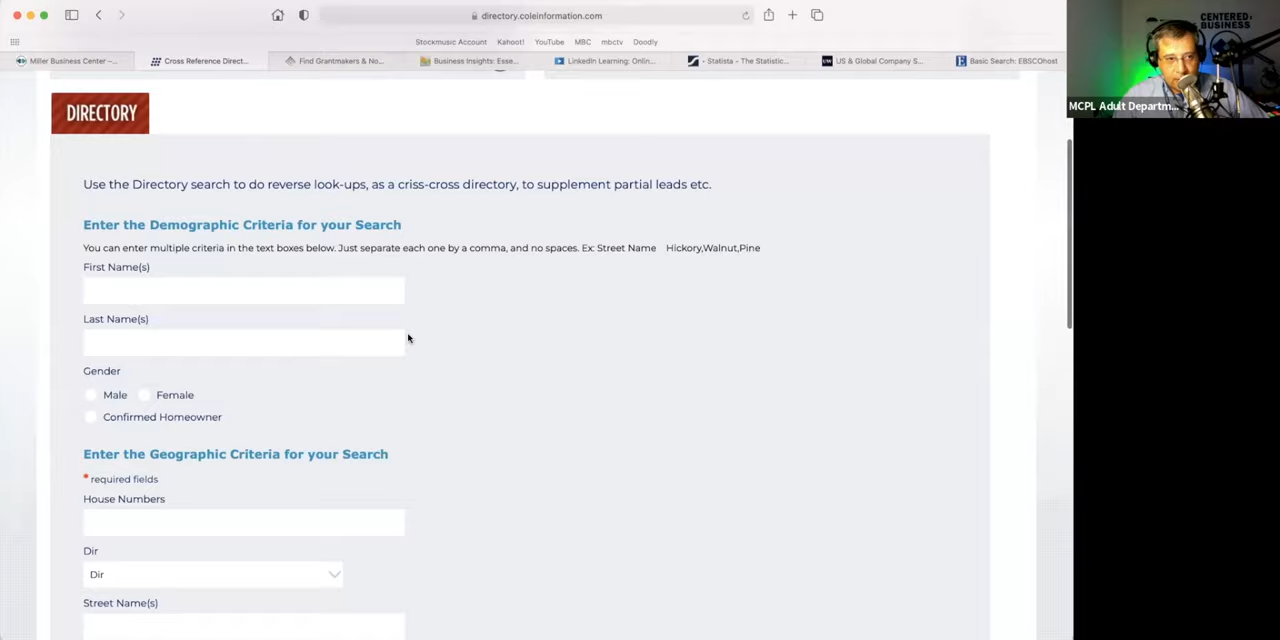 directory.coleinformation.com
Stockmusic Account Kahoot! YouTube MBC mbctv Doodly
Miller Business Center –...
Cross Reference Direct...
Find Grantmakers & No...
Business Insights: Esse...
LinkedIn Learning: Onlin...
- Statista - The Statistic...
US & Global Company S...
Basic Search: EBSCOhost
CENTERED
BUSINESS
MCPL Adult Departm...
DIRECTORY
Use the Directory search to do reverse look-ups, as a criss-cross directory, to supplement partial leads etc.
Enter the Demographic Criteria for your Search
You can enter multiple criteria in the text boxes below. Just separate each one by a comma, and no spaces. Ex: Street Name Hickory,Walnut,Pine
First Name(s)
Last Name(s)
Gender
Male Female
Confirmed Homeowner
Enter the Geographic Criteria for your Search
* required fields
House Numbers
Dir
Dir
Street Name(s)